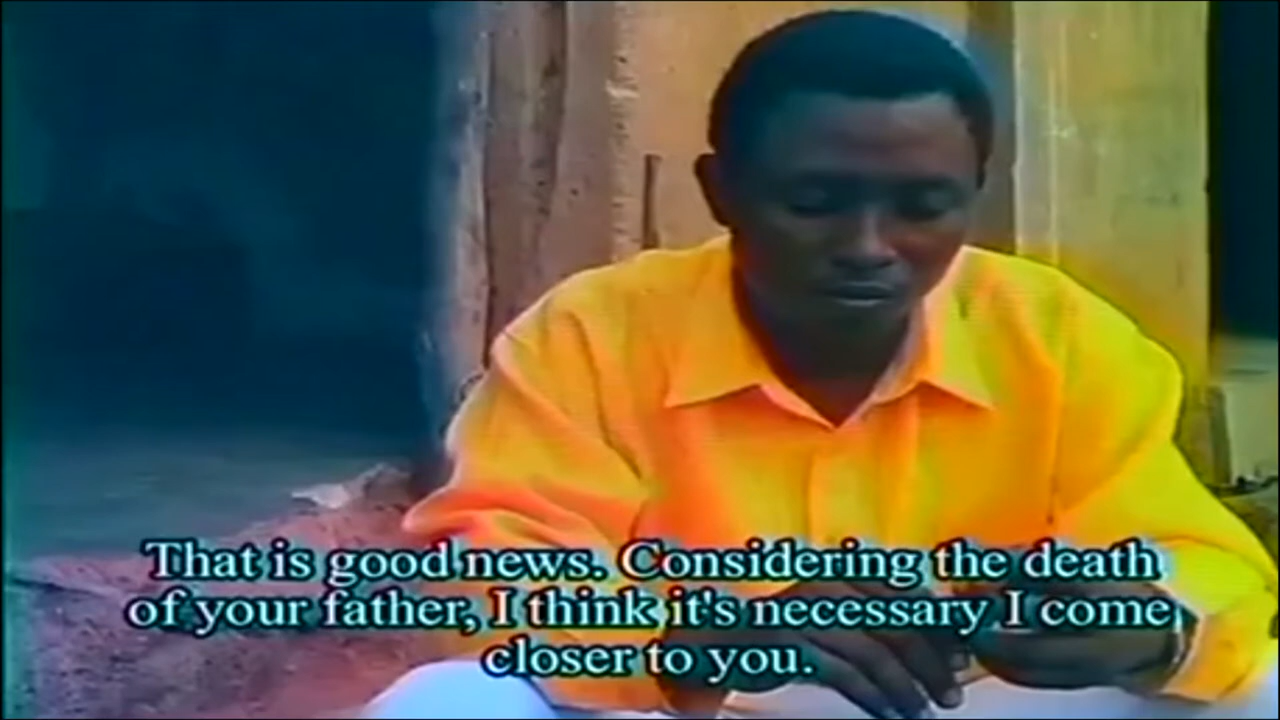 That is good news. Considering the death
of your father, I think it's necessary I come
closer to you.